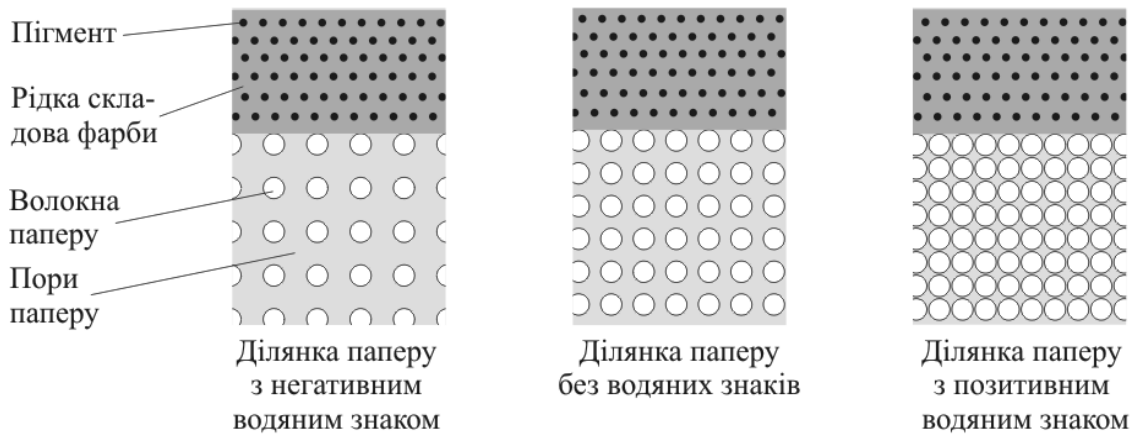 Пігмент
Рідка скла-
дова фарби
Волокна
паперу
Пори
паперу
Ділянка паперу
з негативним
водяним знаком
Ділянка паперу
без водяних знаків
Ділянка паперу
з позитивним
водяним знаком